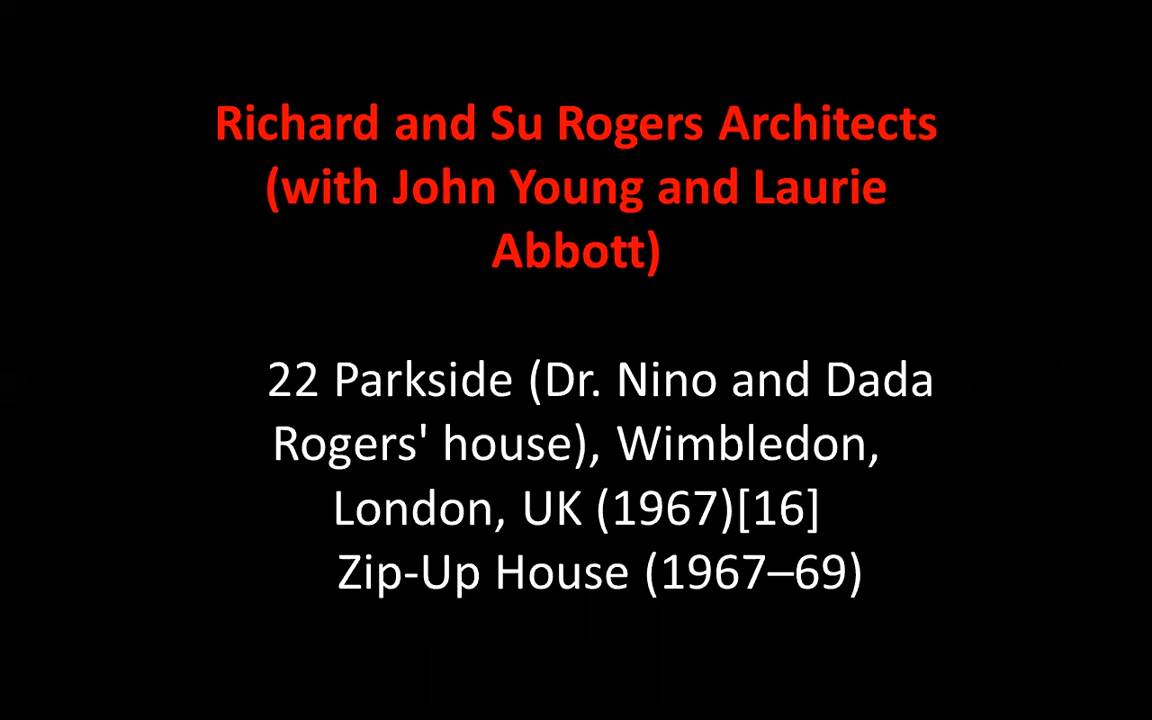 Richard and Su Rogers Architects
(with John Young and Laurie
Abbott)
22 Parkside (Dr. Nino and Dada
Rogers' house), Wimbledon,
London, UK (1967)[16]
Zip-Up House (1967–69)